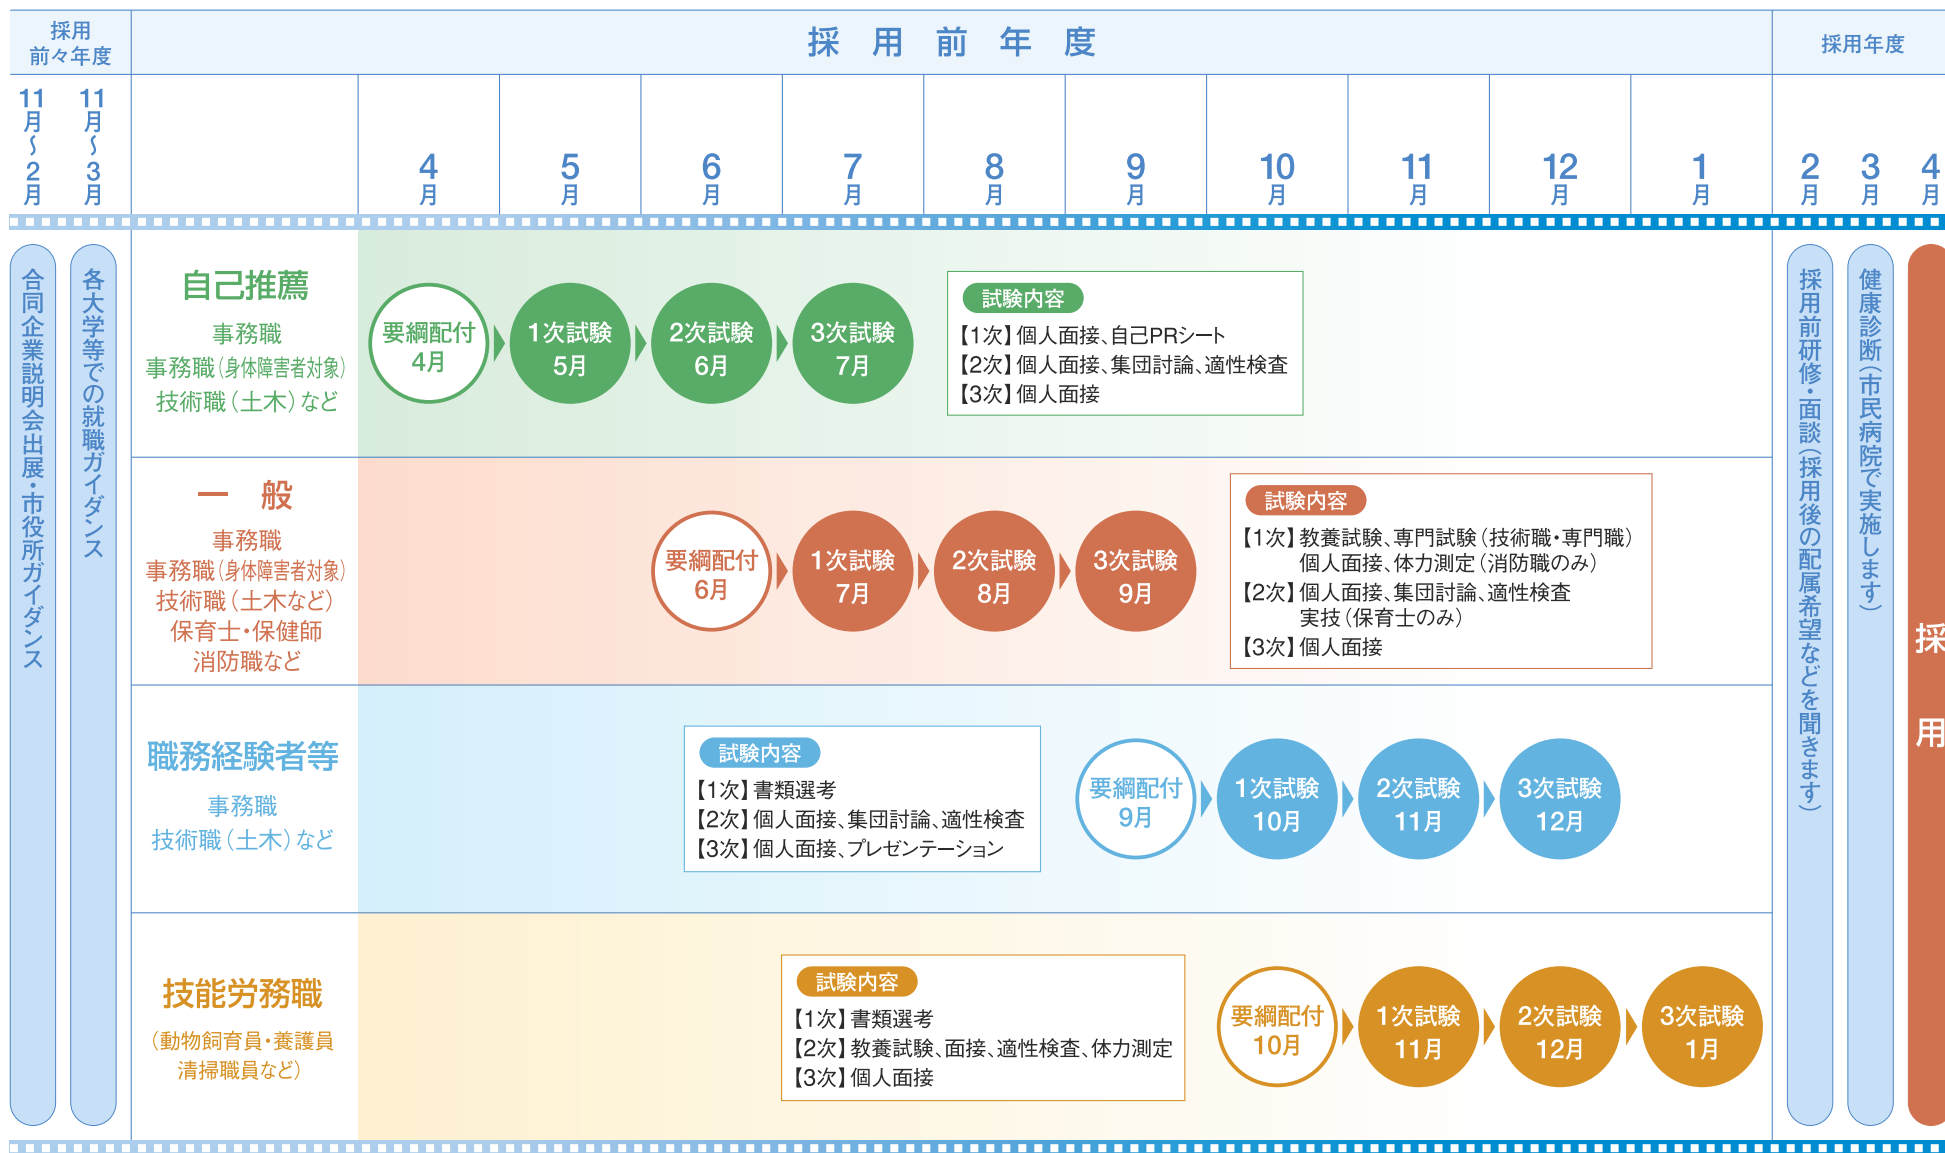 採用
前々年度
採用前年度
採用年度
11月～2月
11月～3月
4月
5月
6月
7月
8月
9月
10月
11月
12月
1月
2月
3月
4月
合同企業説明会出展・市役所ガイダンス
各大学等での就職ガイダンス
自己推薦
事務職
事務職（身体障害者対象）
技術職（土木）など
要綱配付
4月
1次試験
5月
2次試験
6月
3次試験
7月
試験内容
【1次】個人面接、自己PRシート
【2次】個人面接、集団討論、適性検査
【3次】個人面接
一　般
事務職
事務職（身体障害者対象）
技術職（土木など）
保育士・保健師
消防職など
要綱配付
6月
1次試験
7月
2次試験
8月
3次試験
9月
試験内容
【1次】教養試験、専門試験（技術職・専門職）
個人面接、体力測定（消防職のみ）
【2次】個人面接、集団討論、適性検査
実技（保育士のみ）
【3次】個人面接
職務経験者等
事務職
技術職（土木）など
試験内容
【1次】書類選考
【2次】個人面接、集団討論、適性検査
【3次】個人面接、プレゼンテーション
要綱配付
9月
1次試験
10月
2次試験
11月
3次試験
12月
技能労務職
（動物飼育員・養護員
清掃職員など）
試験内容
【1次】書類選考
【2次】教養試験、面接、適性検査、体力測定
【3次】個人面接
要綱配付
10月
1次試験
11月
2次試験
12月
3次試験
1月
採用前研修・面談（採用後の配属希望などを聞きます）
健康診断（市民病院で実施します）
採用